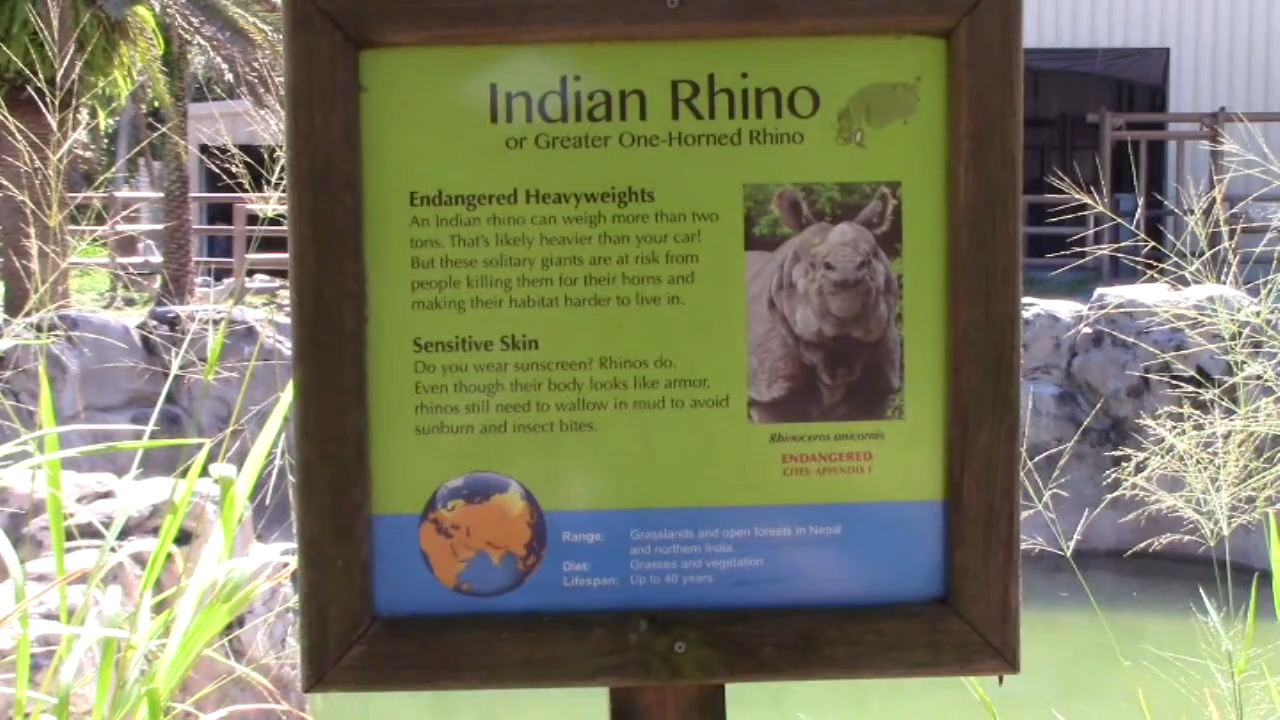 Indian Rhino
or Greater One-Horned Rhino
Endangered Heavyweights
An Indian rhino can weigh more than two
tons. That's likely heavier than your car!
But these solitary giants are at risk from
people killing them for their horns and
making their habitat harder to live in.
Sensitive Skin
Do you wear sunscreen? Rhinos do.
Even though their body looks like armor,
rhinos still need to wallow in mud to avoid
sunburn and insect bites.
Rhinoceros unicornis
ENDANGERED
CITES: APPENDIX I
Range: Grasslands and open forests in Nepal
and northern India.
Diet: Grasses and vegetation
Lifespan: Up to 40 years